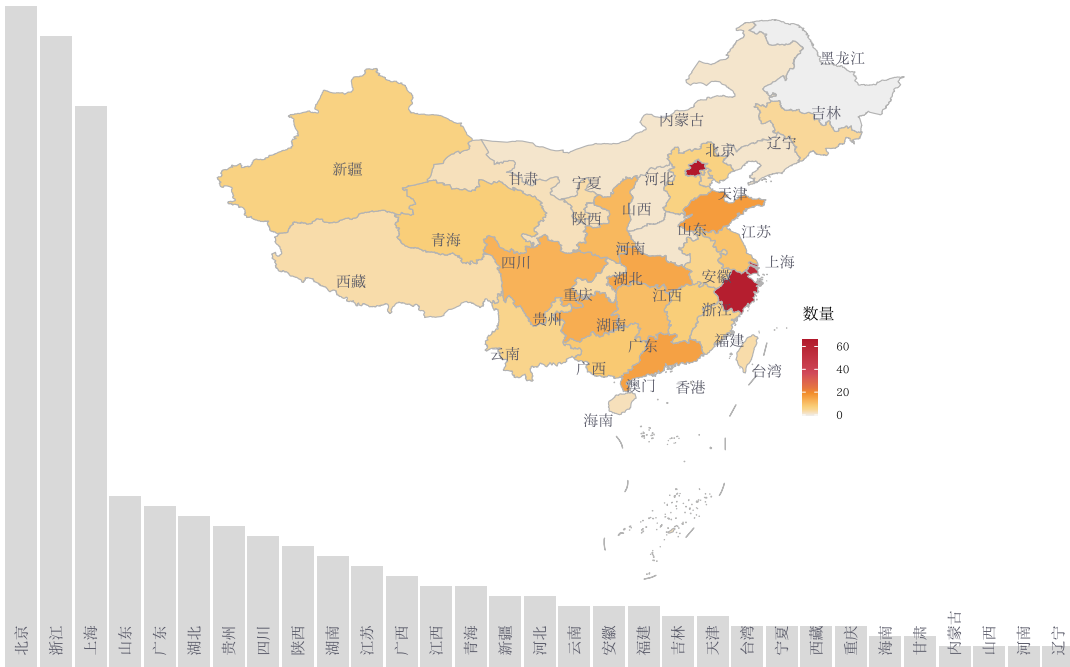 黑龙江
吉林
内蒙古
辽宁
北京
新疆
甘肃
宁夏
河北
天津
山西
陕西
山东
江苏
青海
河南
四川
上海
西藏
湖北
安徽
重庆
江西
浙江
贵州
湖南
数量
福建
广东
云南
广西
台湾
澳门
香港
海南
60
40
20
0
北京
浙江
上海
山东
广东
湖北
贵州
四川
陕西
湖南
江苏
广西
江西
青海
新疆
河北
云南
安徽
福建
吉林
天津
台湾
宁夏
西藏
重庆
海南
甘肃
内蒙古
山西
河南
辽宁